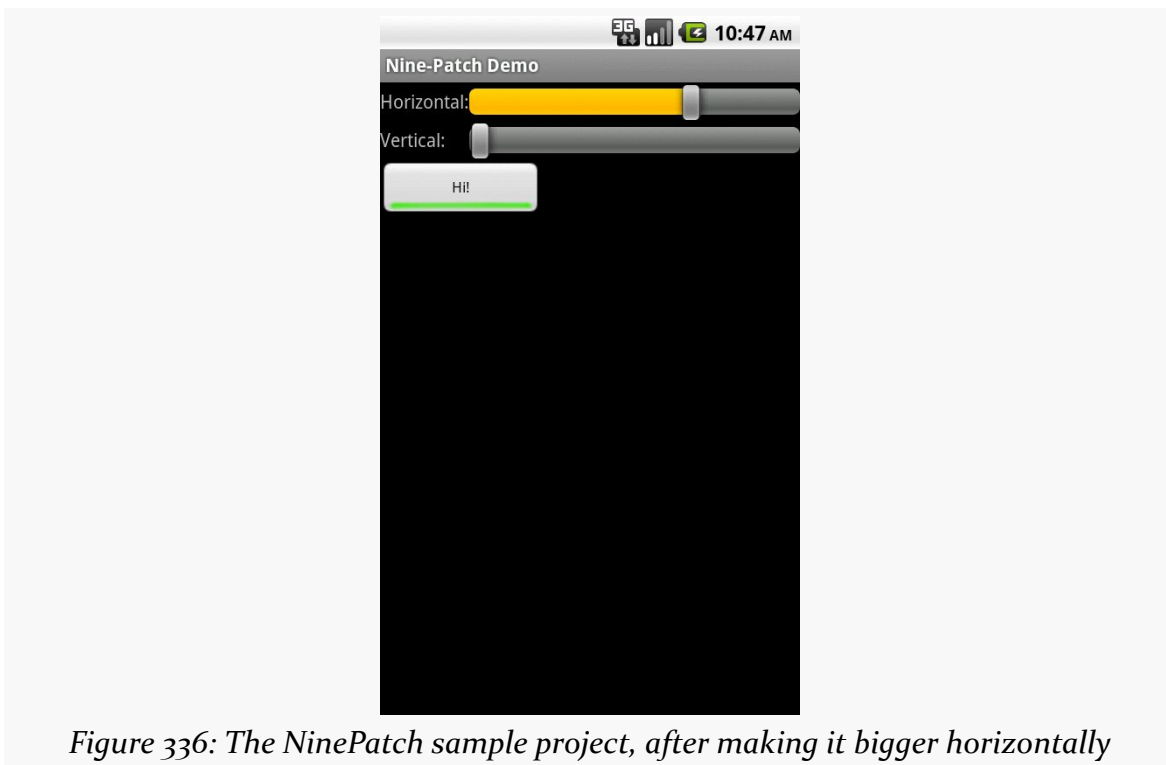 3G 10:47 AM
Nine-Patch Demo
Horizontal:
Vertical:
Hi!
Figure 336: The NinePatch sample project, after making it bigger horizontally